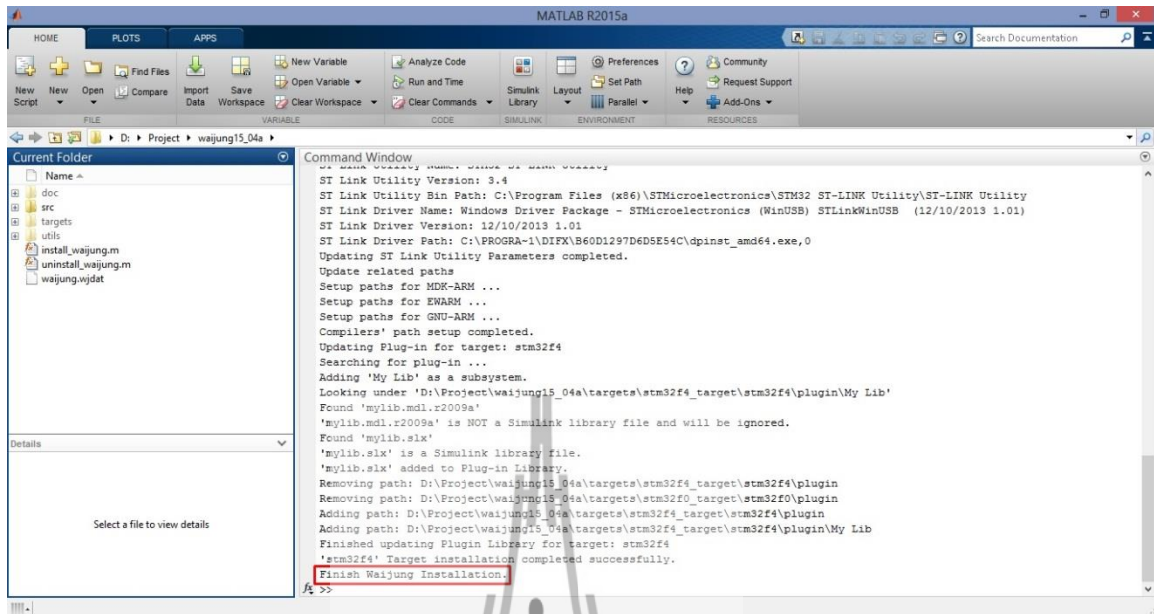 MATLAB R2015a
HOME PLOTS APPS
Search Documentation
New Script
New
Open
Find Files
Compare
Import Data
Save Workspace
New Variable
Open Variable
Clear Workspace
Analyze Code
Run and Time
Clear Commands
Simulink Library
Layout
Preferences
Set Path
Parallel
Help
Community
Request Support
Add-Ons
FILE VARIABLE CODE SIMULINK ENVIRONMENT RESOURCES
D: Project waijung15_04a
Current Folder
Name
doc
src
targets
utils
install_waijung.m
uninstall_waijung.m
waijung.wjdat
Details
Select a file to view details
Command Window
ST Link Utility Name: STM32 ST-LINK Utility
ST Link Utility Version: 3.4
ST Link Utility Bin Path: C:\Program Files (x86)\STMicroelectronics\STM32 ST-LINK Utility\ST-LINK Utility
ST Link Driver Name: Windows Driver Package - STMicroelectronics (WinUSB) STLinkWinUSB (12/10/2013 1.01)
ST Link Driver Version: 12/10/2013 1.01
ST Link Driver Path: C:\PROGRA~1\DIFX\B60D1297D6D5E54C\dpinst_amd64.exe,0
Updating ST Link Utility Parameters completed.
Update related paths
Setup paths for MDK-ARM ...
Setup paths for EWARM ...
Setup paths for GNU-ARM ...
Compilers' path setup completed.
Updating Plug-in for target: stm32f4
Searching for plug-in ...
Adding 'My Lib' as a subsystem.
Looking under 'D:\Project\waijung15_04a\targets\stm32f4_target\stm32f4\plugin\My Lib'
Found 'mylib.mdl.r2009a'
'mylib.mdl.r2009a' is NOT a Simulink library file and will be ignored.
Found 'mylib.slx'
'mylib.slx' is a Simulink library file.
'mylib.slx' added to Plug-in Library.
Removing path: D:\Project\waijung15_04a\targets\stm32f4_target\stm32f4\plugin
Removing path: D:\Project\waijung15_04a\targets\stm32f0_target\stm32f0\plugin
Adding path: D:\Project\waijung15_04a\targets\stm32f4_target\stm32f4\plugin
Adding path: D:\Project\waijung15_04a\targets\stm32f4_target\stm32f4\plugin\My Lib
Finished updating Plugin Library for target: stm32f4
'stm32f4' Target installation completed successfully.
Finish Waijung Installation.
fx >>